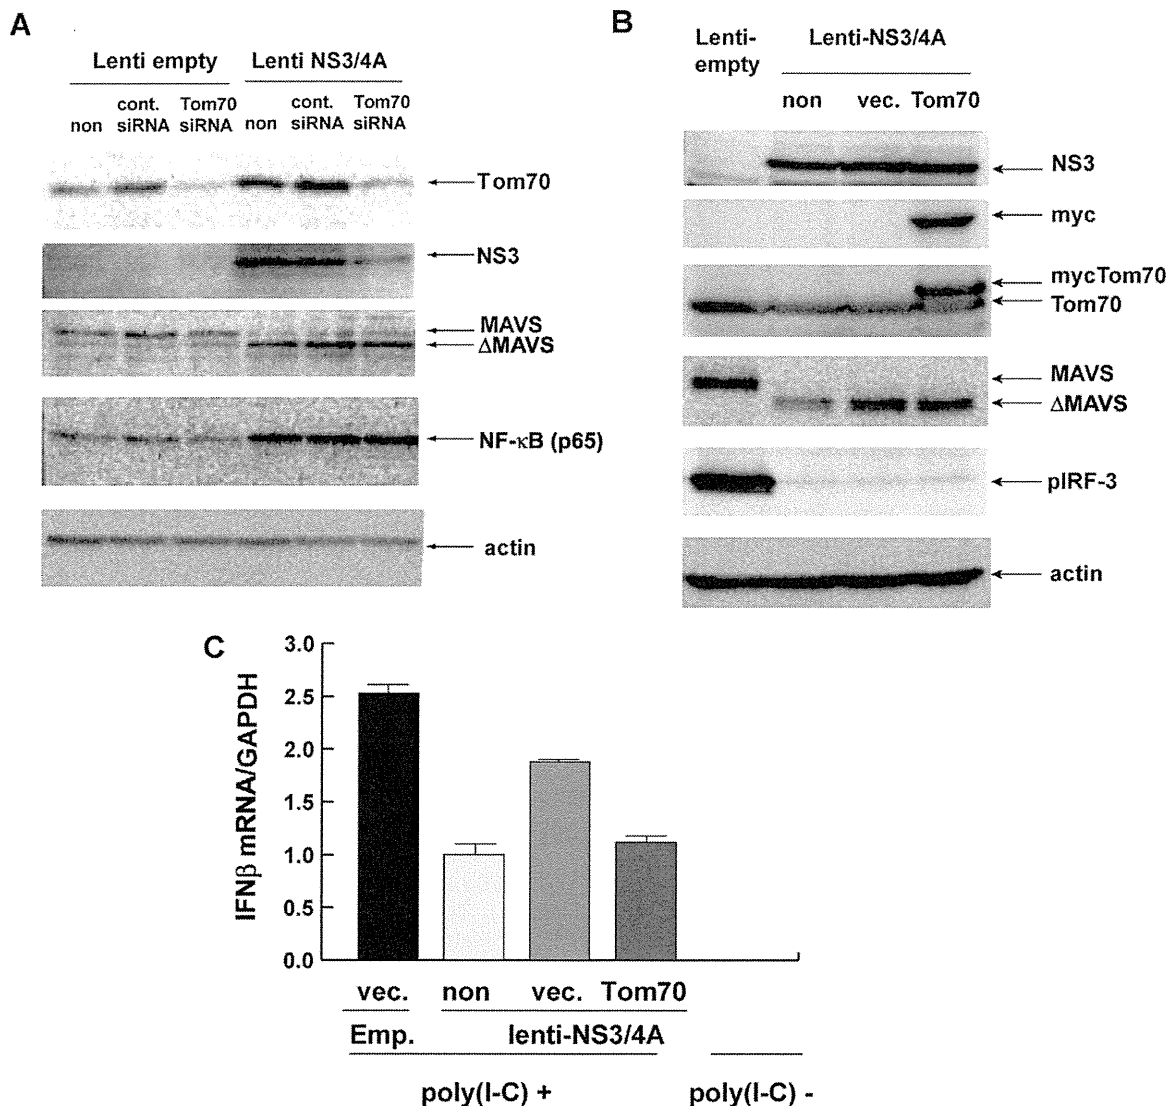 A
Lenti empty
Lenti NS3/4A
non
cont. siRNA
Tom70 siRNA
non
cont. siRNA
Tom70 siRNA
Tom70
NS3
MAVS
ΔMAVS
NF-κB (p65)
actin
B
Lenti-empty
Lenti-NS3/4A
non
vec.
Tom70
NS3
myc
mycTom70
Tom70
MAVS
ΔMAVS
pIRF-3
actin
C
IFNβ mRNA/GAPDH
3.0
2.5
2.0
1.5
1.0
0.5
0.0
vec.
non
vec.
Tom70
Emp.
lenti-NS3/4A
poly(I-C) +
poly(I-C) -